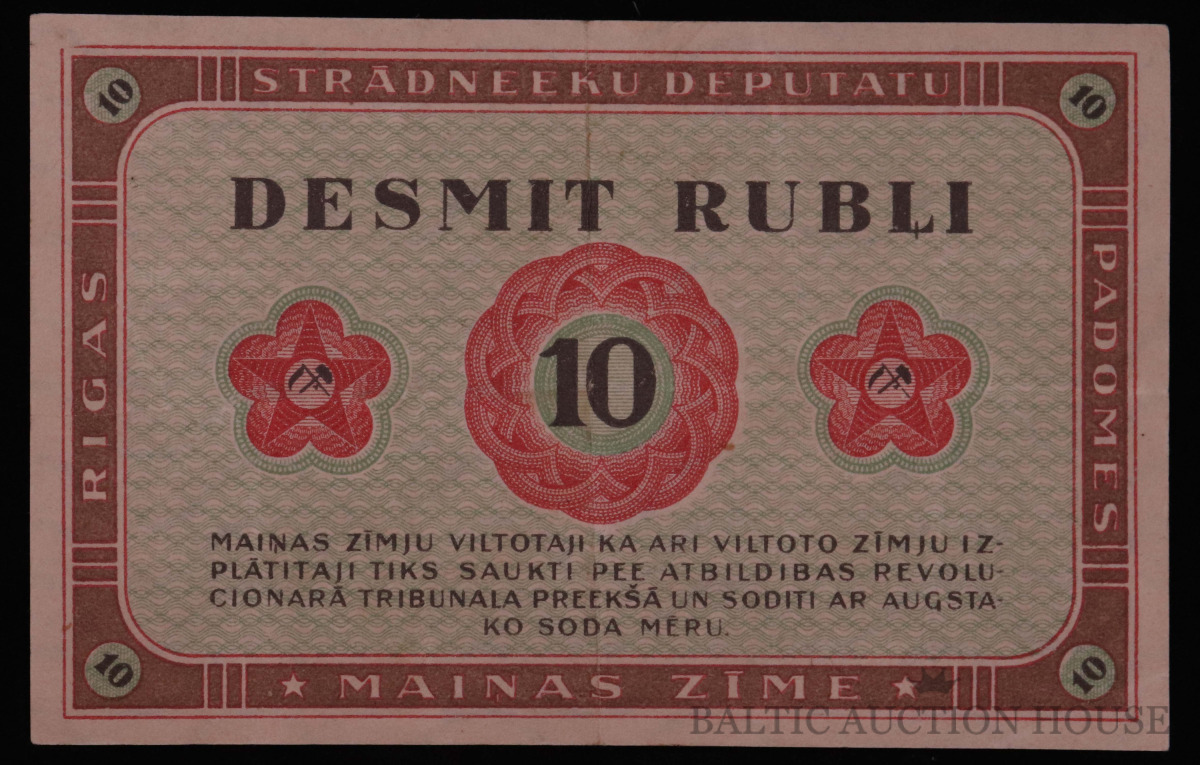 10
STRĀDNEEKU DEPUTATU
10
DESMIT RUBĻI
RIGAS
10
PADOMES
MAIŅAS ZĪMJU VILTOTAJI KA ARI VILTOTO ZĪMJU IZ-
PLĀTITAJI TIKS SAUKTI PEE ATBILDIBAS REVOLU-
CIONARĀ TRIBUNALA PREEKŠĀ UN SODITI AR AUGSTA-
KO SODA MĒRU.
10
★ MAIŅAS ZĪME ★
10
BALTIC AUCTION HOUSE